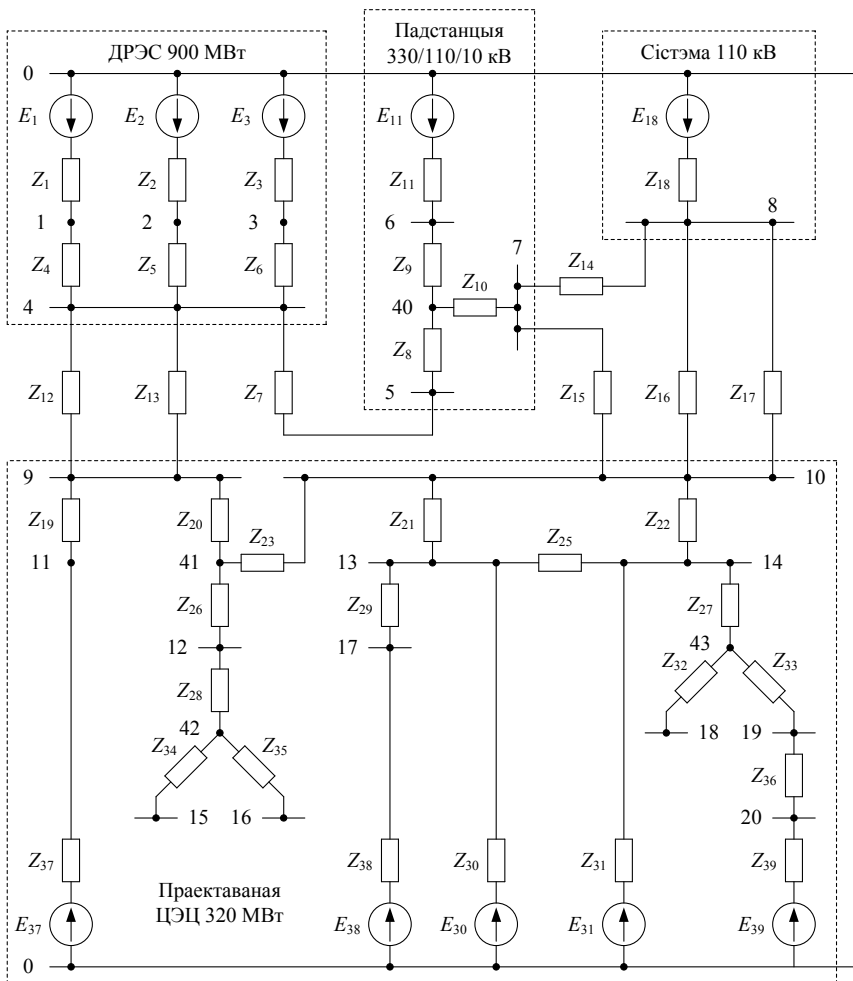 ДРЭС 900 МВт
Падстанцыя
330/110/10 кВ
Сістэма 110 кВ
0
E1 E2 E3 E11 E18
Z1 Z2 Z3 Z11 Z18
1 2 3 6 8
7
Z4 Z5 Z6 Z9 Z10 Z14
4 40
Z8
Z12 Z13 Z7 5 Z15 Z16 Z17
9 10
Z19 Z20 Z23 Z21 Z22
11 41 13 Z25 14
Z26 Z29 Z27
12 17 43
Z28 Z32 Z33
42 18 19
Z34 Z35 Z36
15 16 20
Z37 Z38 Z30 Z31 Z39
Праектаваная
ЦЭЦ 320 МВт
E37 E38 E30 E31 E39
0